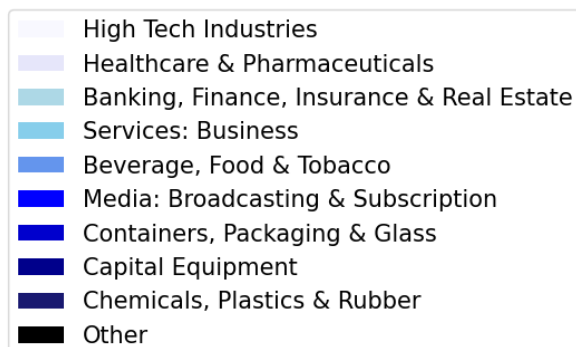 High Tech Industries
Healthcare & Pharmaceuticals
Banking, Finance, Insurance & Real Estate
Services: Business
Beverage, Food & Tobacco
Media: Broadcasting & Subscription
Containers, Packaging & Glass
Capital Equipment
Chemicals, Plastics & Rubber
Other